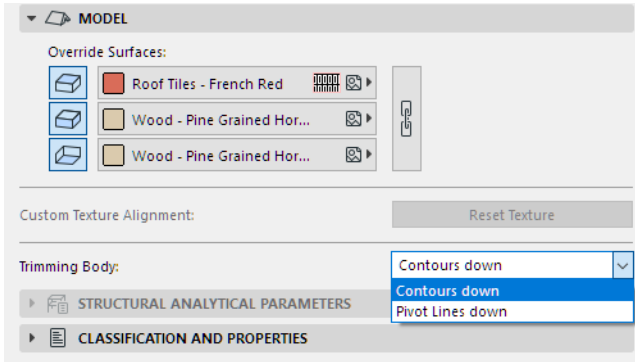 MODEL
Override Surfaces:
Roof Tiles - French Red
Wood - Pine Grained Hor...
Wood - Pine Grained Hor...
Custom Texture Alignment:
Reset Texture
Trimming Body:
Contours down
Contours down
Pivot Lines down
STRUCTURAL ANALYTICAL PARAMETERS
CLASSIFICATION AND PROPERTIES